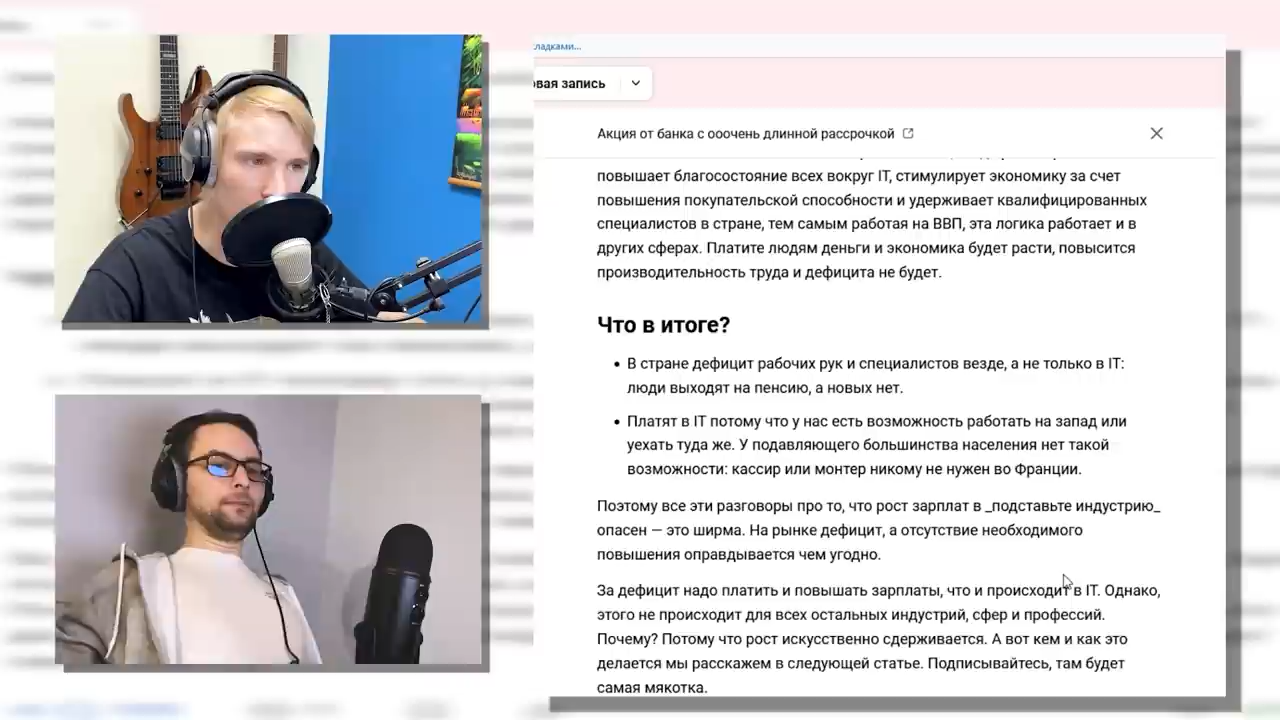 кладками...
овая запись
Акция от банка с ооочень длинной рассрочкой
повышает благосостояние всех вокруг IT, стимулирует экономику за счет
повышения покупательской способности и удерживает квалифицированных
специалистов в стране, тем самым работая на ВВП, эта логика работает и в
других сферах. Платите людям деньги и экономика будет расти, повысится
производительность труда и дефицита не будет.
Что в итоге?
• В стране дефицит рабочих рук и специалистов везде, а не только в IT:
люди выходят на пенсию, а новых нет.
• Платят в IT потому что у нас есть возможность работать на запад или
уехать туда же. У подавляющего большинства населения нет такой
возможности: кассир или монтер никому не нужен во Франции.
Поэтому все эти разговоры про то, что рост зарплат в _подставьте индустрию_
опасен — это ширма. На рынке дефицит, а отсутствие необходимого
повышения оправдывается чем угодно.
За дефицит надо платить и повышать зарплаты, что и происходит в IT. Однако,
этого не происходит для всех остальных индустрий, сфер и профессий.
Почему? Потому что рост искусственно сдерживается. А вот кем и как это
делается мы расскажем в следующей статье. Подписывайтесь, там будет
самая мякотка.